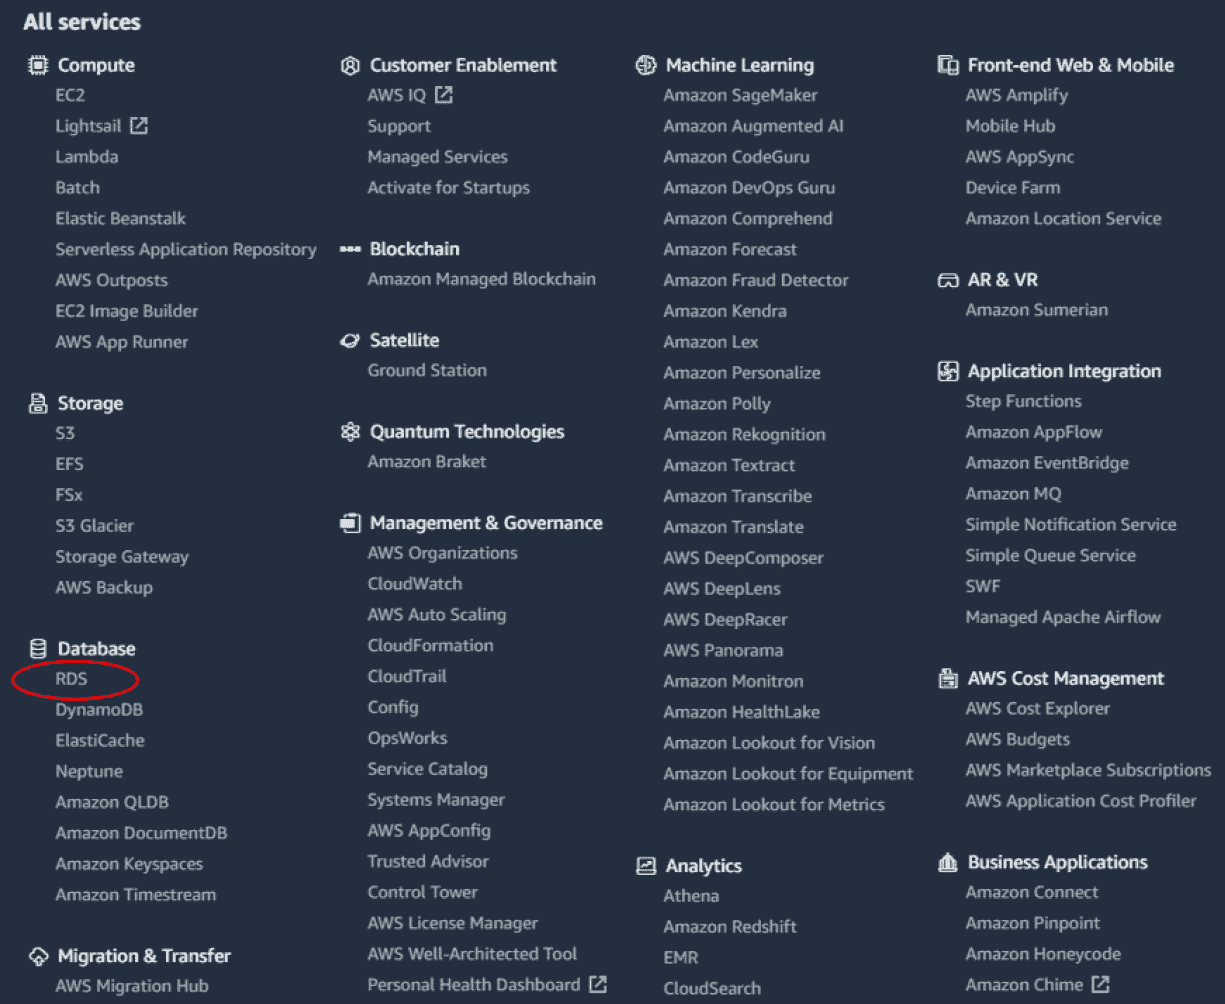 All services
Compute
EC2
Lightsail
Lambda
Batch
Elastic Beanstalk
Serverless Application Repository
AWS Outposts
EC2 Image Builder
AWS App Runner
Storage
S3
EFS
FSx
S3 Glacier
Storage Gateway
AWS Backup
Database
RDS
DynamoDB
ElastiCache
Neptune
Amazon QLDB
Amazon DocumentDB
Amazon Keyspaces
Amazon Timestream
Migration & Transfer
AWS Migration Hub
Customer Enablement
AWS IQ
Support
Managed Services
Activate for Startups
Blockchain
Amazon Managed Blockchain
Satellite
Ground Station
Quantum Technologies
Amazon Braket
Management & Governance
AWS Organizations
CloudWatch
AWS Auto Scaling
CloudFormation
CloudTrail
Config
OpsWorks
Service Catalog
Systems Manager
AWS AppConfig
Trusted Advisor
Control Tower
AWS License Manager
AWS Well-Architected Tool
Personal Health Dashboard
Machine Learning
Amazon SageMaker
Amazon Augmented AI
Amazon CodeGuru
Amazon DevOps Guru
Amazon Comprehend
Amazon Forecast
Amazon Fraud Detector
Amazon Kendra
Amazon Lex
Amazon Personalize
Amazon Polly
Amazon Rekognition
Amazon Textract
Amazon Transcribe
Amazon Translate
AWS DeepComposer
AWS DeepLens
AWS DeepRacer
AWS Panorama
Amazon Monitron
Amazon HealthLake
Amazon Lookout for Vision
Amazon Lookout for Equipment
Amazon Lookout for Metrics
Analytics
Athena
Amazon Redshift
EMR
CloudSearch
Front-end Web & Mobile
AWS Amplify
Mobile Hub
AWS AppSync
Device Farm
Amazon Location Service
AR & VR
Amazon Sumerian
Application Integration
Step Functions
Amazon AppFlow
Amazon EventBridge
Amazon MQ
Simple Notification Service
Simple Queue Service
SWF
Managed Apache Airflow
AWS Cost Management
AWS Cost Explorer
AWS Budgets
AWS Marketplace Subscriptions
AWS Application Cost Profiler
Business Applications
Amazon Connect
Amazon Pinpoint
Amazon Honeycode
Amazon Chime